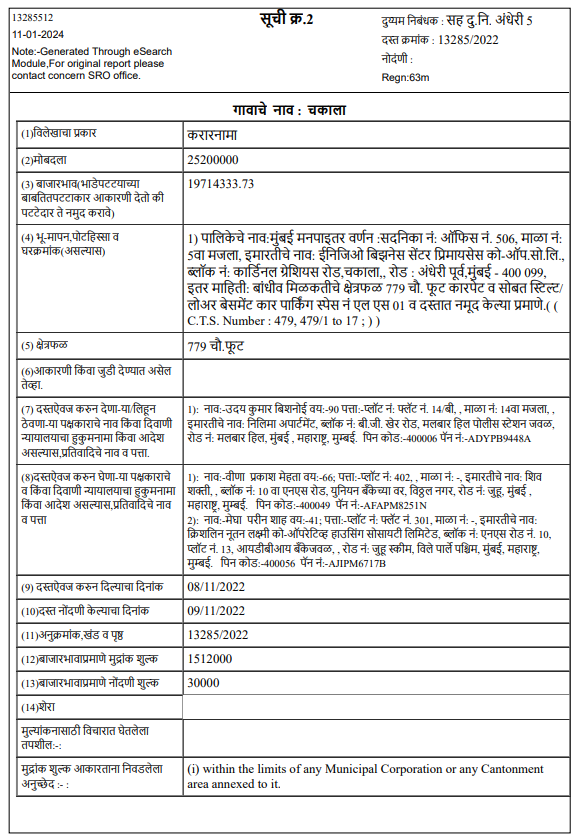 13285512
11-01-2024
Note:-Generated Through eSearch
Module,For original report please
contact concern SRO office.
सूची क्र.2
दुय्यम निबंधक : सह दु.नि. अंधेरी 5
दस्त क्रमांक : 13285/2022
नोदंणी :
Regn:63m
गावाचे नाव : चकाला
(1)विलेखाचा प्रकार
करारनामा
(2)मोबदला
25200000
(3) बाजारभाव(भाडेपटटयाच्या
बाबतितपटटाकार आकारणी देतो की
पटटेदार ते नमुद करावे)
19714333.73
(4) भू-मापन,पोटहिस्सा व
घरक्रमांक(असल्यास)
1) पालिकेचे नाव:मुंबई मनपाइतर वर्णन :सदनिका नं: ऑफिस नं. 506, माळा नं:
5वा मजला, इमारतीचे नाव: ईनिजिओ बिझनेस सेंटर प्रिमायसेस को-ऑप.सो.लि.,
ब्लॉक नं: कार्डिनल ग्रेशियस रोड,चकाला,, रोड : अंधेरी पूर्व,मुंबई - 400 099,
इतर माहिती: बांधीव मिळकतीचे क्षेत्रफळ 779 चौ. फूट कारपेट व सोबत स्टिल्ट/
लोअर बेसमेंट कार पार्किंग स्पेस नं एल एस 01 व दस्तात नमूद केल्या प्रमाणे.( (
C.T.S. Number : 479, 479/1 to 17 ; ) )
(5) क्षेत्रफळ
779 चौ.फूट
(6)आकारणी किंवा जुडी देण्यात असेल
तेव्हा.
(7) दस्तऐवज करुन देणा-या/लिहून
ठेवणा-या पक्षकाराचे नाव किंवा दिवाणी
न्यायालयाचा हुकुमनामा किंवा आदेश
असल्यास,प्रतिवादिचे नाव व पत्ता.
1): नाव:-उदय कुमार बिशनोई वय:-90 पत्ता:-प्लॉट नं: फ्लॅट नं. 14/बी, , माळा नं: 14वा मजला, ,
इमारतीचे नाव: निलिमा अपार्टमेंट, ब्लॉक नं: बी.जी. खेर रोड, मलबार हिल पोलीस स्टेशन जवळ,
रोड नं: मलबार हिल, मुंबई , महाराष्ट्र, मुम्बई. पिन कोड:-400006 पॅन नं:-ADYPB9448A
(8)दस्तऐवज करुन घेणा-या पक्षकाराचे
व किंवा दिवाणी न्यायालयाचा हुकुमनामा
किंवा आदेश असल्यास,प्रतिवादिचे नाव
व पत्ता
1): नाव:-वीणा प्रकाश मेहता वय:-66; पत्ता:-प्लॉट नं: 402, , माळा नं: -, इमारतीचे नाव: शिव
शक्ती, , ब्लॉक नं: 10 वा एनएस रोड, युनियन बँकेच्या वर, विठ्ठल नगर, रोड नं: जुहू, मुंबई ,
महाराष्ट्र, मुम्बई. पिन कोड:-400049 पॅन नं:-AFAPM8251N
2): नाव:-मेघा परीन शाह वय:-41; पत्ता:-प्लॉट नं: फ्लॅट नं. 301, माळा नं: -, इमारतीचे नाव:
क्रिशलिन नूतन लक्ष्मी को-ऑपरेटिव्ह हाउसिंग सोसायटी लिमिटेड, ब्लॉक नं: एनएस रोड नं. 10,
प्लॉट नं. 13, आयडीबीआय बँकेजवळ, , रोड नं: जुहू स्कीम, विले पार्ले पश्चिम, मुंबई, महाराष्ट्र,
मुम्बई. पिन कोड:-400056 पॅन नं:-AJIPM6717B
(9) दस्तऐवज करुन दिल्याचा दिनांक
08/11/2022
(10)दस्त नोंदणी केल्याचा दिनांक
09/11/2022
(11)अनुक्रमांक,खंड व पृष्ठ
13285/2022
(12)बाजारभावाप्रमाणे मुद्रांक शुल्क
1512000
(13)बाजारभावाप्रमाणे नोंदणी शुल्क
30000
(14)शेरा
मुल्यांकनासाठी विचारात घेतलेला
तपशील:-:
मुद्रांक शुल्क आकारताना निवडलेला
अनुच्छेद :- :
(i) within the limits of any Municipal Corporation or any Cantonment
area annexed to it.